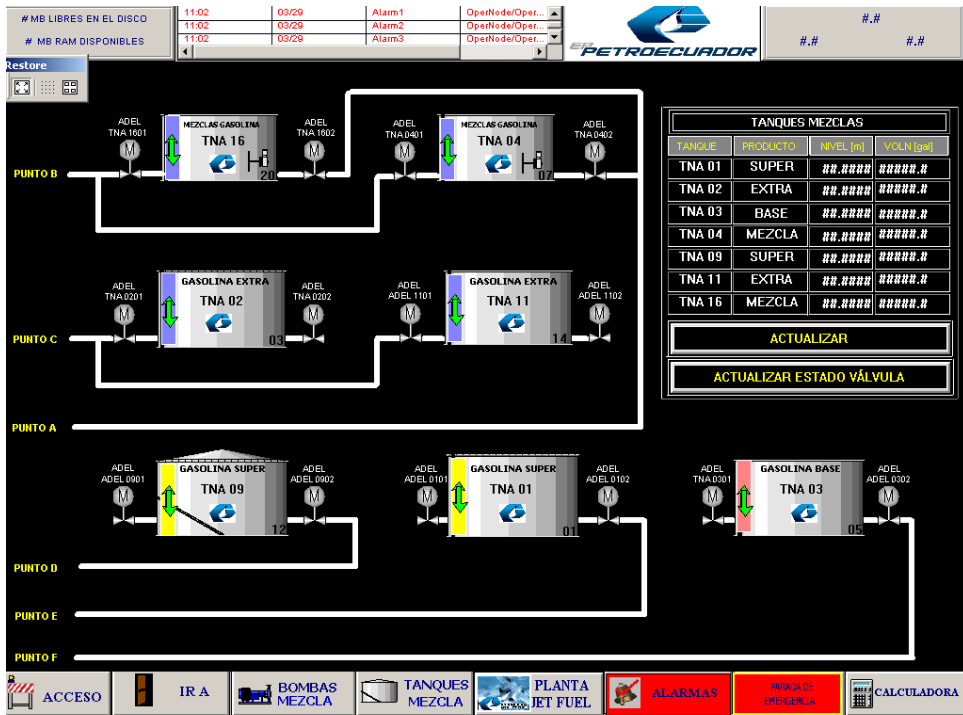 # MB LIBRES EN EL DISCO
# MB RAM DISPONIBLES
11:02 03/29 Alarm1 OperNode/Oper...
11:02 03/29 Alarm2 OperNode/Oper...
11:02 03/29 Alarm3 OperNode/Oper...
EP PETROECUADOR
#.#
#.# #.#
Restore
ADEL
TNA 1601
M
MEZCLAS GASOLINA
TNA 16
20
ADEL
TNA 1602
M
ADEL
TNA 0401
M
MEZCLAS GASOLINA
TNA 04
07
ADEL
TNA 0402
M
PUNTO B
ADEL
TNA 0201
M
GASOLINA EXTRA
TNA 02
03
ADEL
TNA 0202
M
ADEL
ADEL 1101
M
GASOLINA EXTRA
TNA 11
14
ADEL
ADEL 1102
M
PUNTO C
PUNTO A
TANQUES MEZCLAS
TANQUE PRODUCTO NIVEL [m] VOLN [gal]
TNA 01 SUPER ##.#### #####.#
TNA 02 EXTRA ##.#### #####.#
TNA 03 BASE ##.#### #####.#
TNA 04 MEZCLA ##.#### #####.#
TNA 09 SUPER ##.#### #####.#
TNA 11 EXTRA ##.#### #####.#
TNA 16 MEZCLA ##.#### #####.#
ACTUALIZAR
ACTUALIZAR ESTADO VÁLVULA
ADEL
ADEL 0901
M
GASOLINA SUPER
TNA 09
12
ADEL
ADEL 0902
M
ADEL
ADEL 0101
M
GASOLINA SUPER
TNA 01
01
ADEL
ADEL 0102
M
ADEL
TNA 0301
M
GASOLINA BASE
TNA 03
05
ADEL
ADEL 0302
M
PUNTO D
PUNTO E
PUNTO F
ACCESO
IR A
BOMBAS
MEZCLA
TANQUES
MEZCLA
PLANTA
JET FUEL
ALARMAS
PARADA DE
EMERGENCIA
CALCULADORA